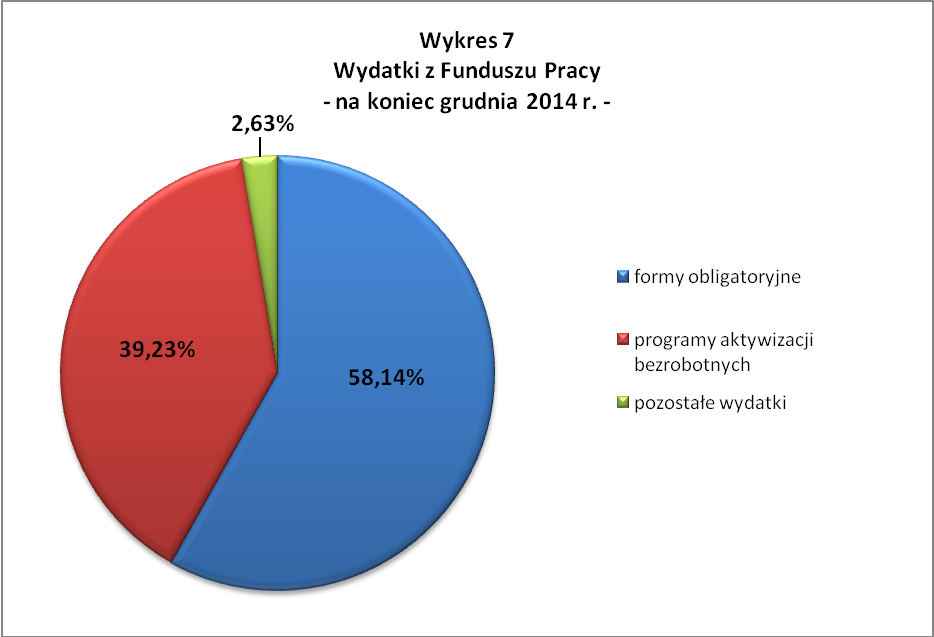 Wykres 7
Wydatki z Funduszu Pracy
- na koniec grudnia 2014 r. -
2,63%
39,23%
58,14%
formy obligatoryjne
programy aktywizacji
bezrobotnych
pozostałe wydatki